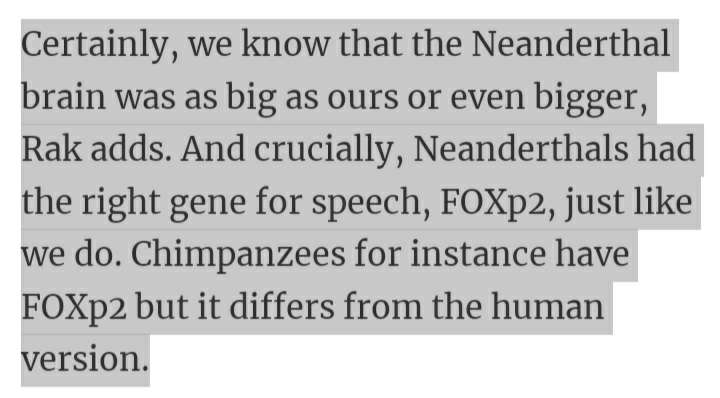 Certainly, we know that the Neanderthal
brain was as big as ours or even bigger,
Rak adds. And crucially, Neanderthals had
the right gene for speech, FOXp2, just like
we do. Chimpanzees for instance have
FOXp2 but it differs from the human
version.